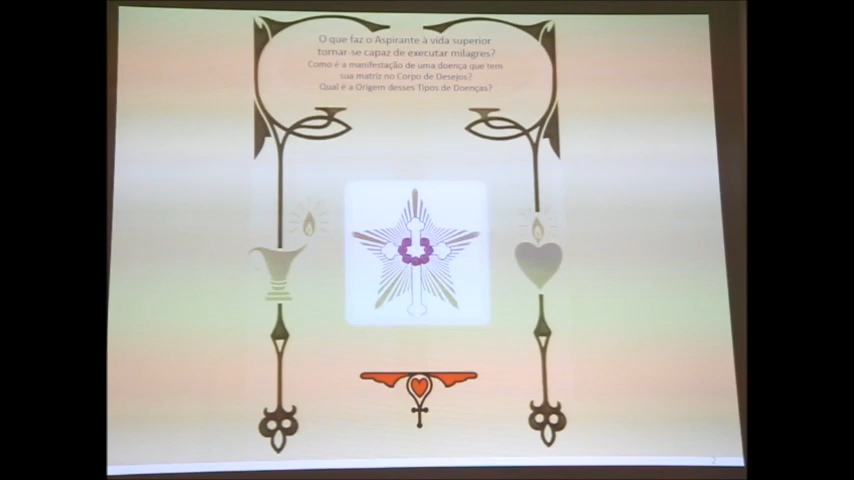 O que faz o Aspirante à vida superior
tornar-se capaz de executar milagres?
Como é a manifestação de uma doença que tem
sua matriz no Corpo de Desejos?
Qual é a Origem desses Tipos de Doenças?
2